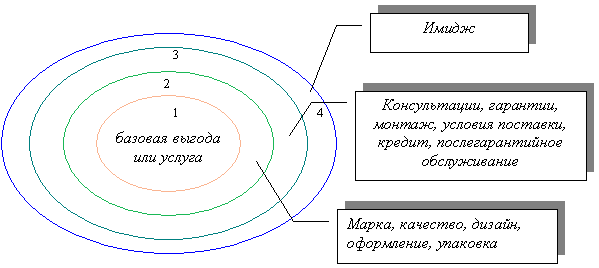 Имидж
3
2
1
4
базовая выгода
или услуга
Консультации, гарантии,
монтаж, условия поставки,
кредит, послегарантийное
обслуживание
Марка, качество, дизайн,
оформление, упаковка